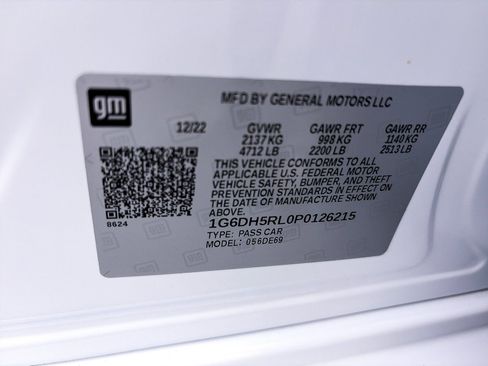 gm
MFD BY GENERAL MOTORS LLC
12/22 GVWR GAWR FRT GAWR RR
2137 KG 998 KG 1140 KG
4712 LB 2200 LB 2513 LB
THIS VEHICLE CONFORMS TO ALL
APPLICABLE U.S. FEDERAL MOTOR
VEHICLE SAFETY, BUMPER, AND THEFT
PREVENTION STANDARDS IN EFFECT ON
THE DATE OF MANUFACTURE SHOWN
ABOVE.
8624
1G6DH5RL0P0126215
TYPE: PASS CAR
MODEL: 056DE69